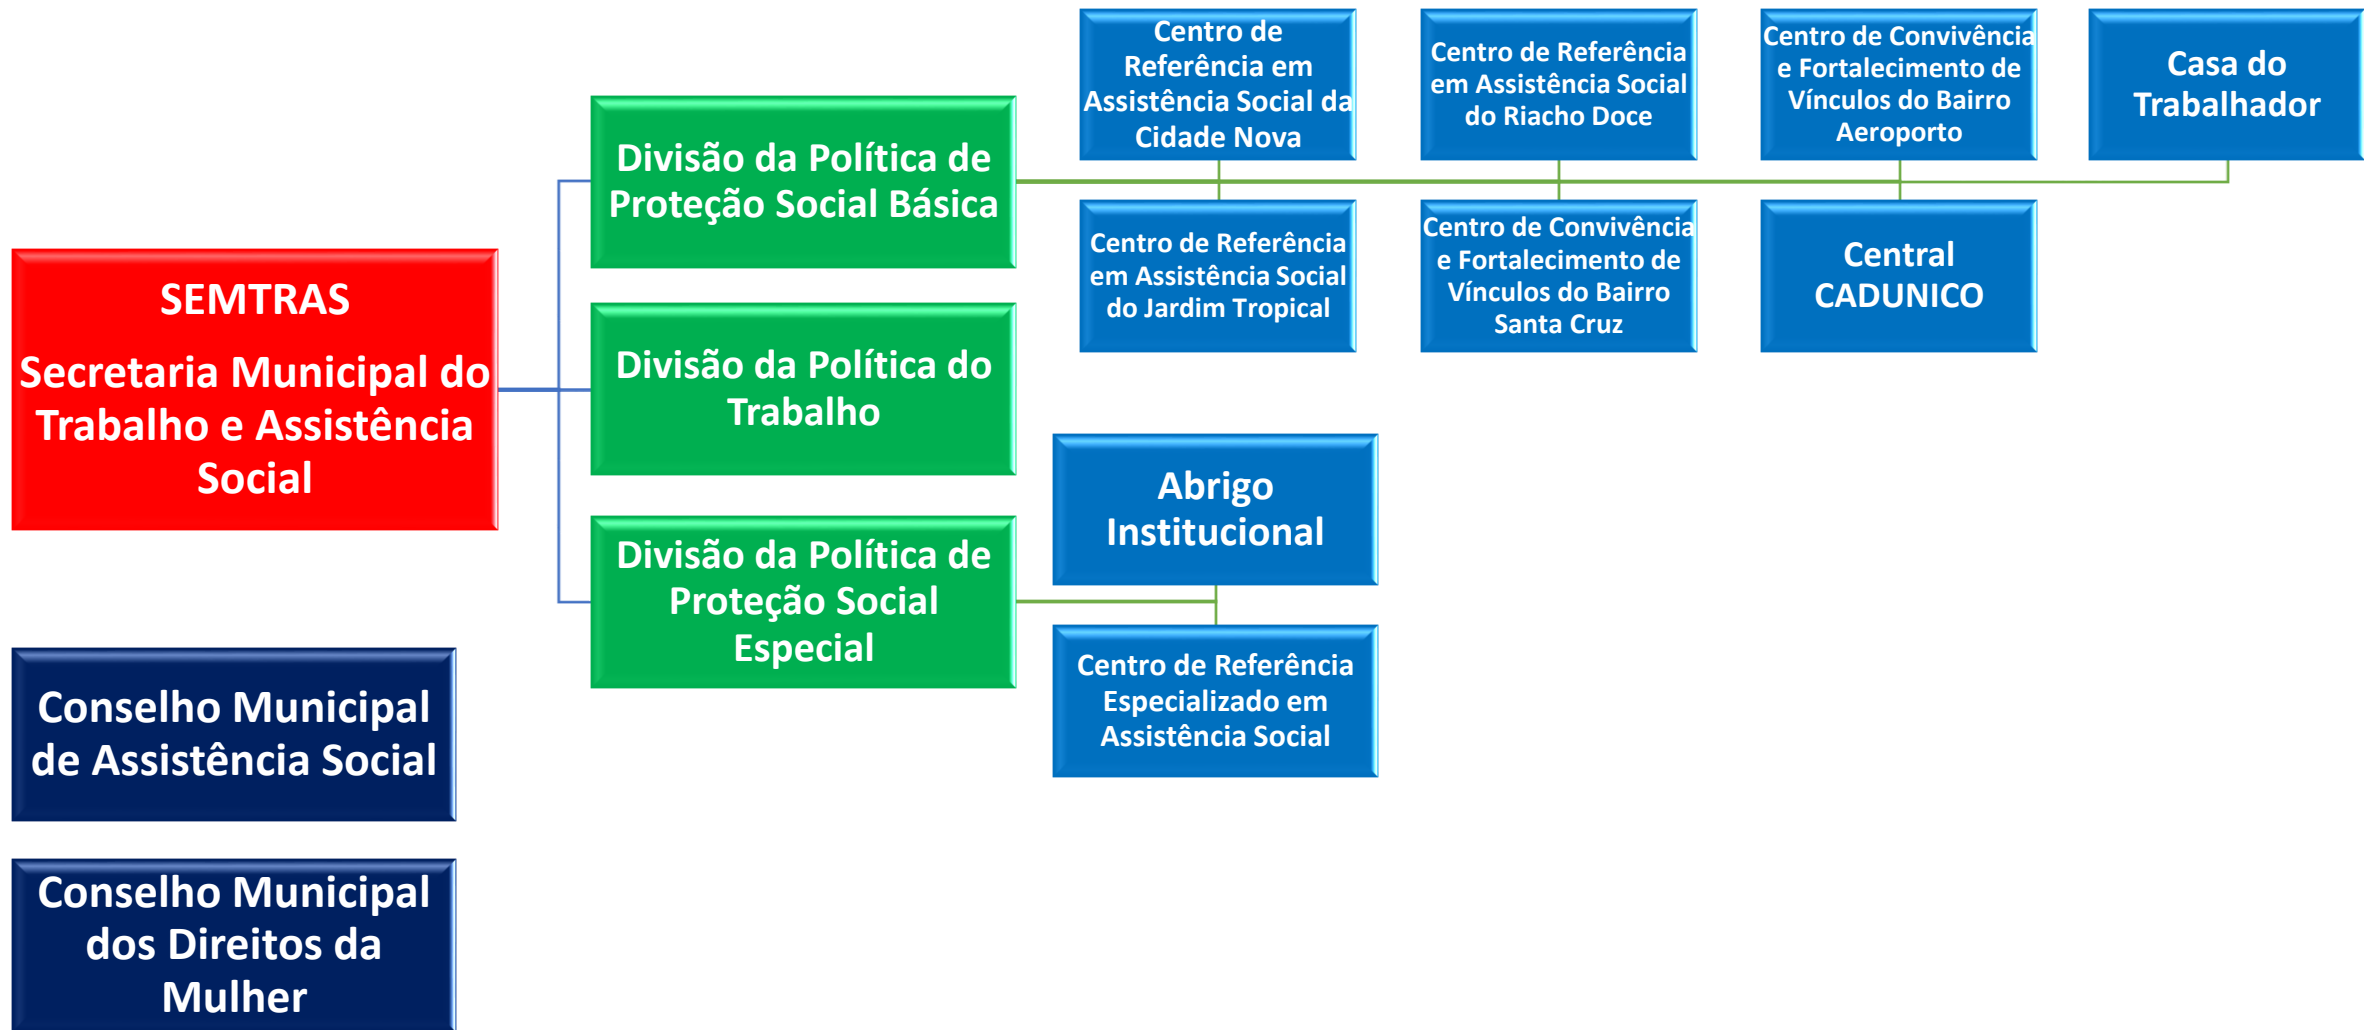 SEMTRAS
Secretaria Municipal do
Trabalho e Assistência
Social
Divisão da Política de
Proteção Social Básica
Centro de
Referência em
Assistência Social da
Cidade Nova
Centro de Referência
em Assistência Social
do Riacho Doce
Centro de Convivência
e Fortalecimento de
Vínculos do Bairro
Aeroporto
Casa do
Trabalhador
Centro de Referência
em Assistência Social
do Jardim Tropical
Centro de Convivência
e Fortalecimento de
Vínculos do Bairro
Santa Cruz
Central
CADUNICO
Divisão da Política do
Trabalho
Divisão da Política de
Proteção Social
Especial
Abrigo
Institucional
Centro de Referência
Especializado em
Assistência Social
Conselho Municipal
de Assistência Social
Conselho Municipal
dos Direitos da
Mulher